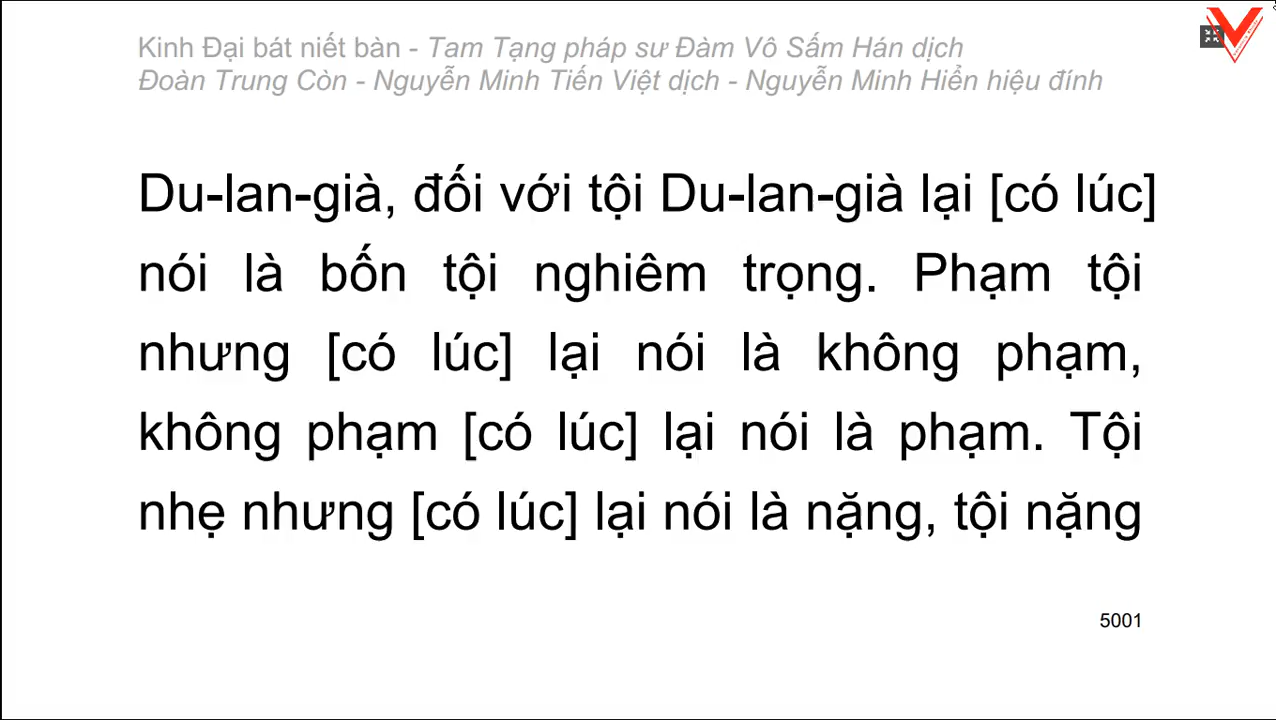 Kinh Đại bát niết bàn - Tam Tạng pháp sư Đàm Vô Sấm Hán dịch
Đoàn Trung Còn - Nguyễn Minh Tiến Việt dịch - Nguyễn Minh Hiển hiệu đính
Du-lan-già, đối với tội Du-lan-già lại [có lúc]
nói là bốn tội nghiêm trọng. Phạm tội
nhưng [có lúc] lại nói là không phạm,
không phạm [có lúc] lại nói là phạm. Tội
nhẹ nhưng [có lúc] lại nói là nặng, tội nặng
5001